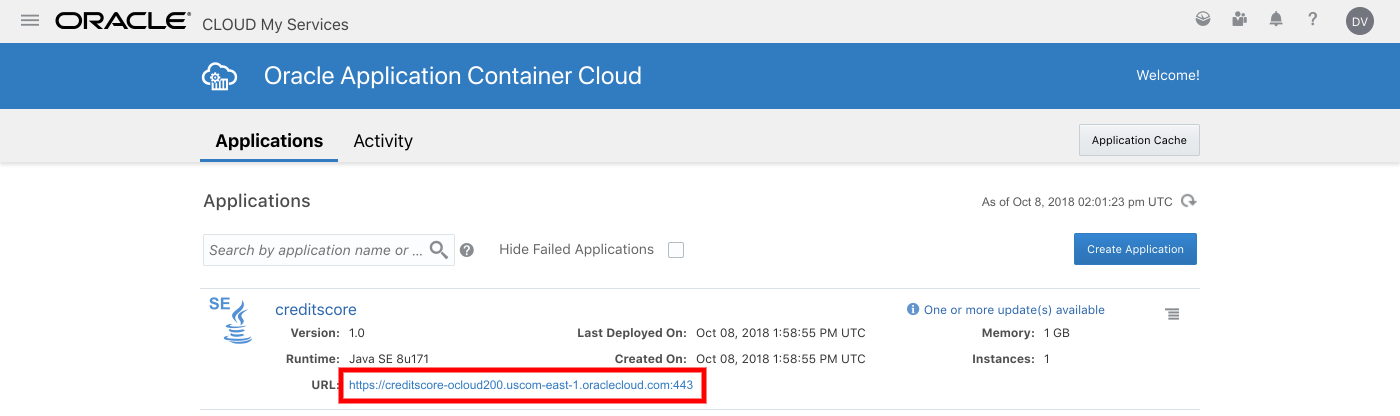 ORACLE® CLOUD My Services
? DV
Oracle Application Container Cloud
Welcome!
Applications Activity
Application Cache
Applications
As of Oct 8, 2018 02:01:23 pm UTC
Search by application name or ... ? Hide Failed Applications
Create Application
SE creditscore
i One or more update(s) available
Version: 1.0 Last Deployed On: Oct 08, 2018 1:58:55 PM UTC Memory: 1 GB
Runtime: Java SE 8u171 Created On: Oct 08, 2018 1:58:55 PM UTC Instances: 1
URL: https://creditscore-ocloud200.uscom-east-1.oraclecloud.com:443